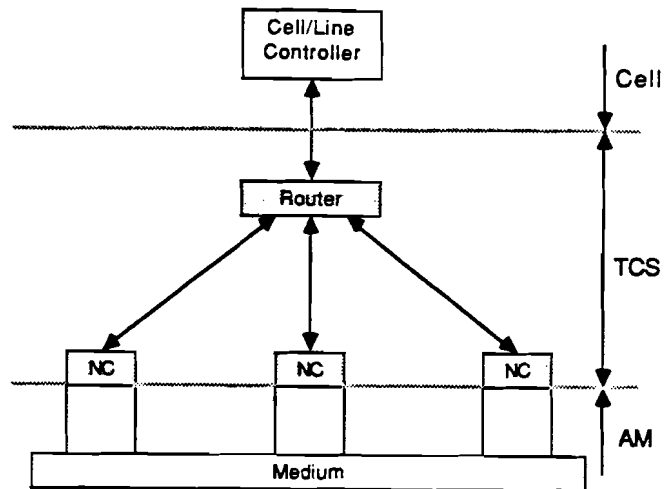 Cell/Line
Controller
Cell
Router
TCS
NC
NC
NC
AM
Medium